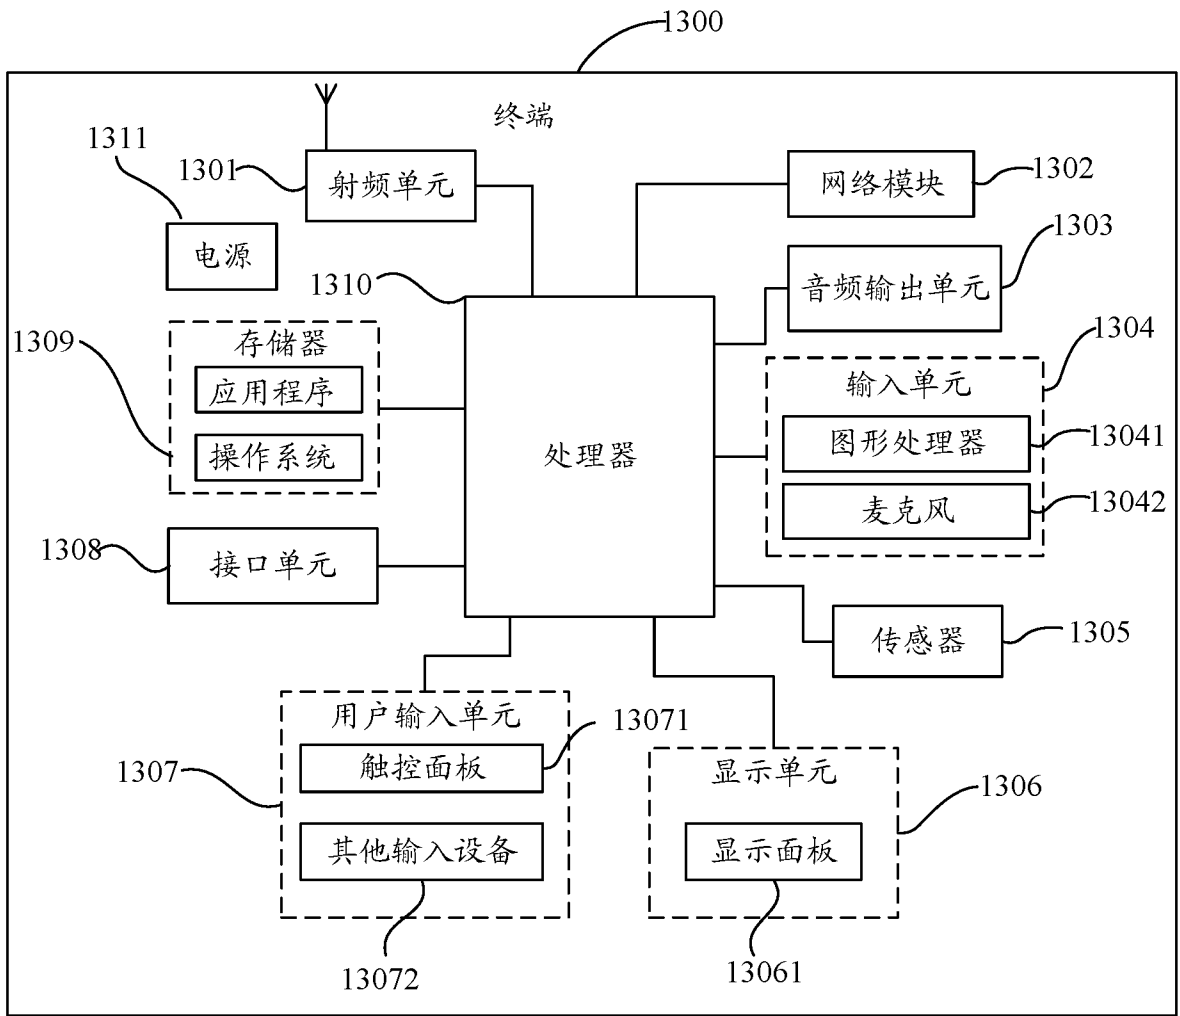 1300
终端
1311
1301
射频单元
网络模块
1302
电源
1303
音频输出单元
1310
1309
存储器
应用程序
操作系统
处理器
1304
输入单元
图形处理器
13041
麦克风
13042
1308
接口单元
传感器
1305
用户输入单元
13071
触控面板
1307
其他输入设备
13072
显示单元
1306
显示面板
13061